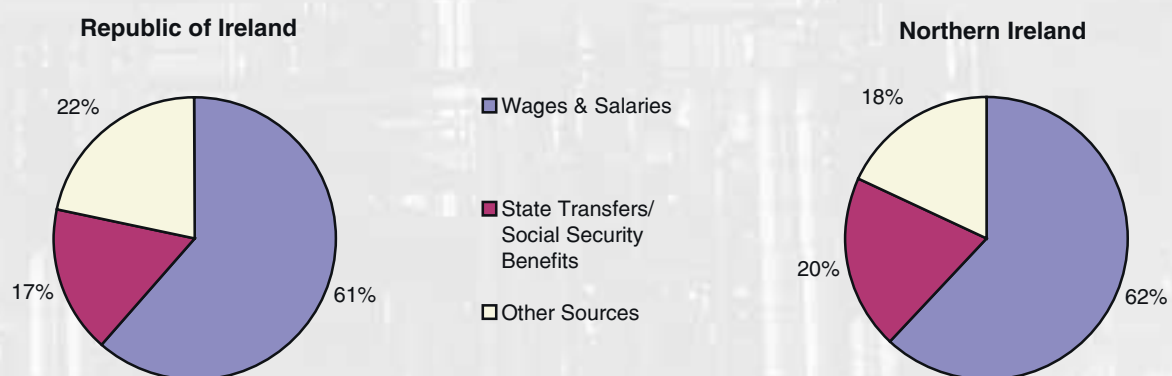 Republic of Ireland
22%
17%
61%
Wages & Salaries
State Transfers/
Social Security
Benefits
Other Sources
Northern Ireland
18%
20%
62%